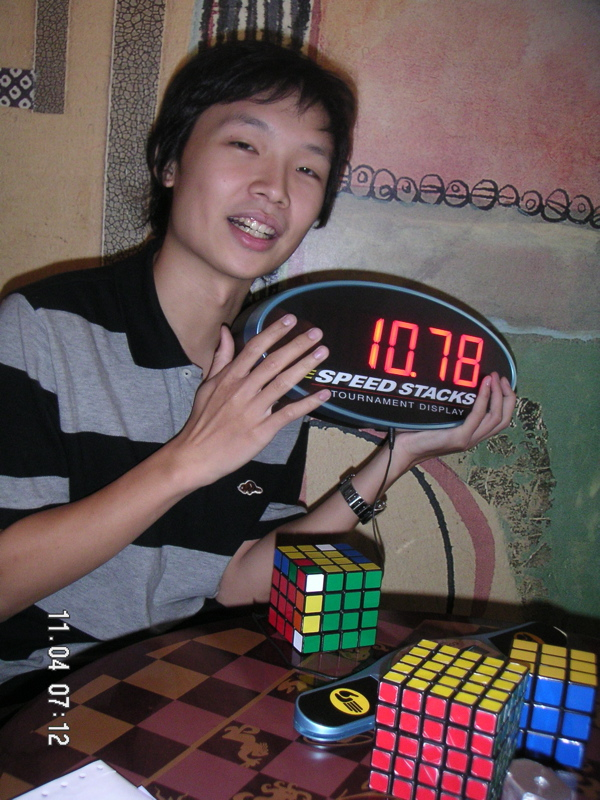 10.78
SPEED STACKS
TOURNAMENT DISPLAY
11.04 07:12